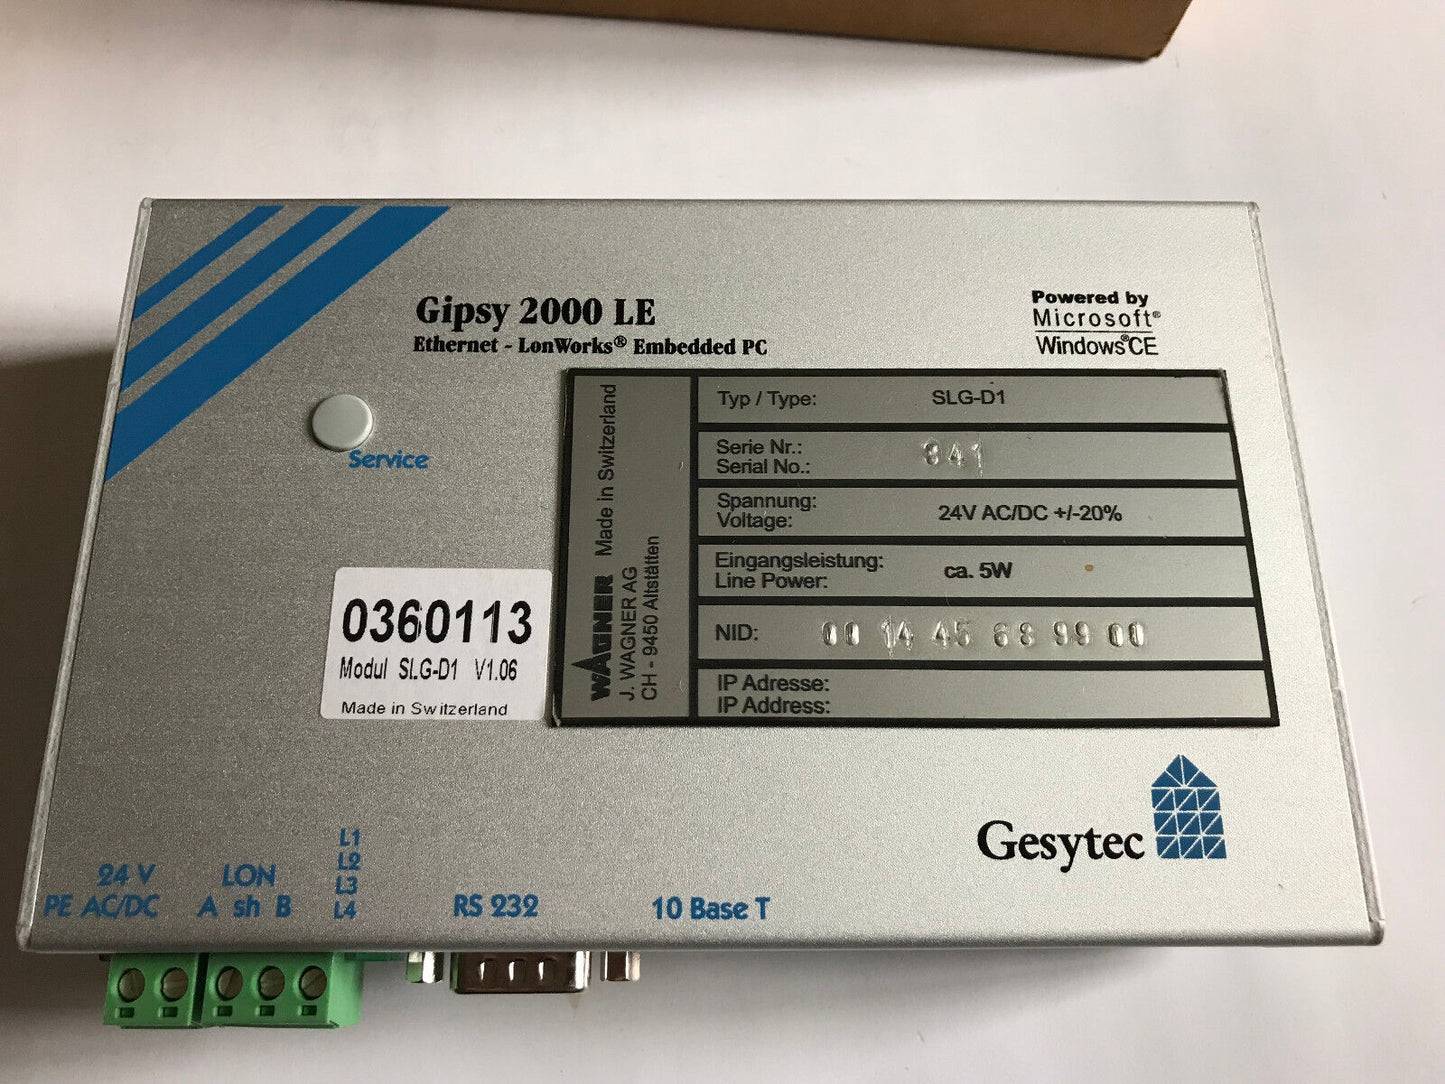 Gipsy 2000 LE
Ethernet - LonWorks® Embedded PC
Powered by
Microsoft®
Windows®CE
Service
WAGNER Made in Switzerland
J. WAGNER AG
CH - 9450 Altstätten
Typ / Type: SLG-D1
Serie Nr.:
Serial No.: 341
Spannung:
Voltage: 24V AC/DC +/-20%
Eingangsleistung:
Line Power: ca. 5W
NID: 00 14 45 68 99 00
IP Adresse:
IP Address:
0360113
Modul SLG-D1 V1.06
Made in Switzerland
Gesytec
24 V
PE AC/DC
LON
A sh B
L1
L2
L3
L4
RS 232
10 Base T